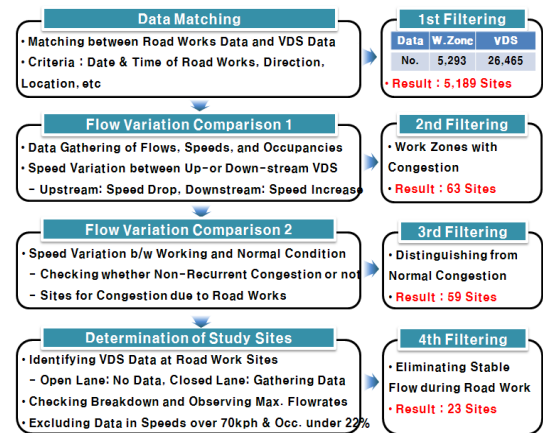 Data Matching
• Matching between Road Works Data and VDS Data
• Criteria : Date & Time of Road Works, Direction,
Location, etc
1st Filtering
Data W.Zone VDS
No. 5,293 26,465
• Result : 5,189 Sites
Flow Variation Comparison 1
• Data Gathering of Flows, Speeds, and Occupancies
• Speed Variation between Up-or Down-stream VDS
- Upstream: Speed Drop, Downstream: Speed Increase
2nd Filtering
• Work Zones with
Congestion
• Result : 63 Sites
Flow Variation Comparison 2
• Speed Variation b/w Working and Normal Condition
- Checking whether Non-Recurrent Congestion or not
- Sites for Congestion due to Road Works
3rd Filtering
• Distinguishing from
Normal Congestion
• Result : 59 Sites
Determination of Study Sites
• Identifying VDS Data at Road Work Sites
- Open Lane: No Data, Closed Lane: Gathering Data
• Checking Breakdown and Observing Max. Flowrates
• Excluding Data in Speeds over 70kph & Occ. under 22%
4th Filtering
• Eliminating Stable
Flow during Road Work
• Result : 23 Sites